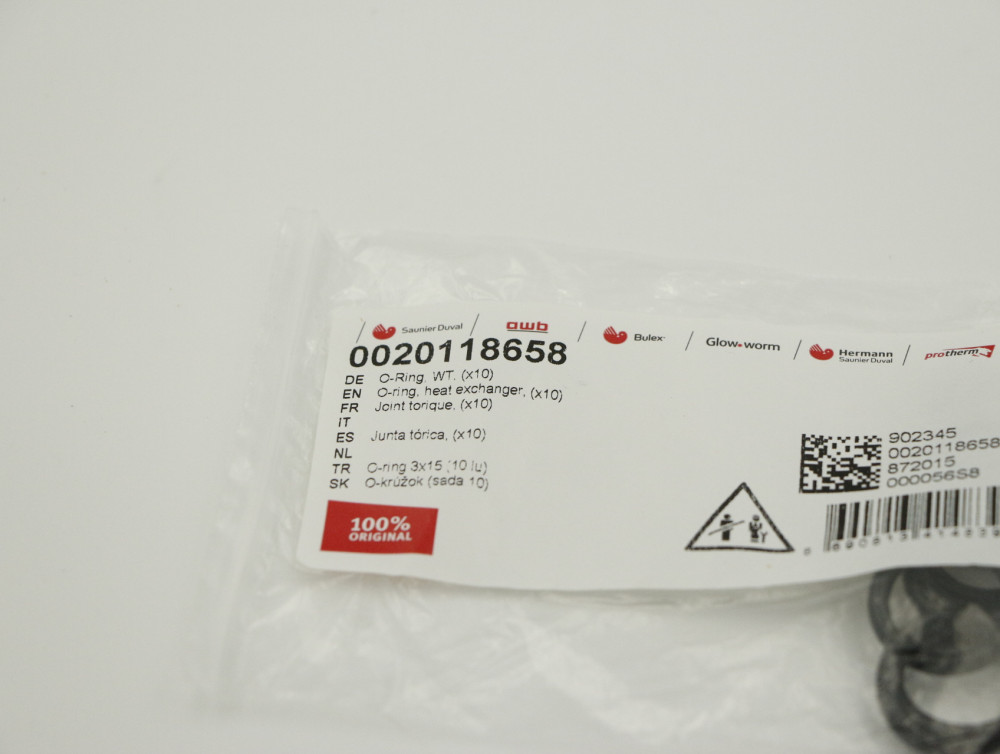 Saunier Duval / awb / Bulex / Glow-worm / Hermann Saunier Duval / protherm
0020118658
DE O-Ring, WT, (x10)
EN O-ring, heat exchanger, (x10)
FR Joint torique, (x10)
IT
ES Junta tórica, (x10)
NL
TR O-ring 3x15 (10 lu)
SK O-krúžok (sada 10)
100%
ORIGINAL
902345
0020118658
872015
000056S8